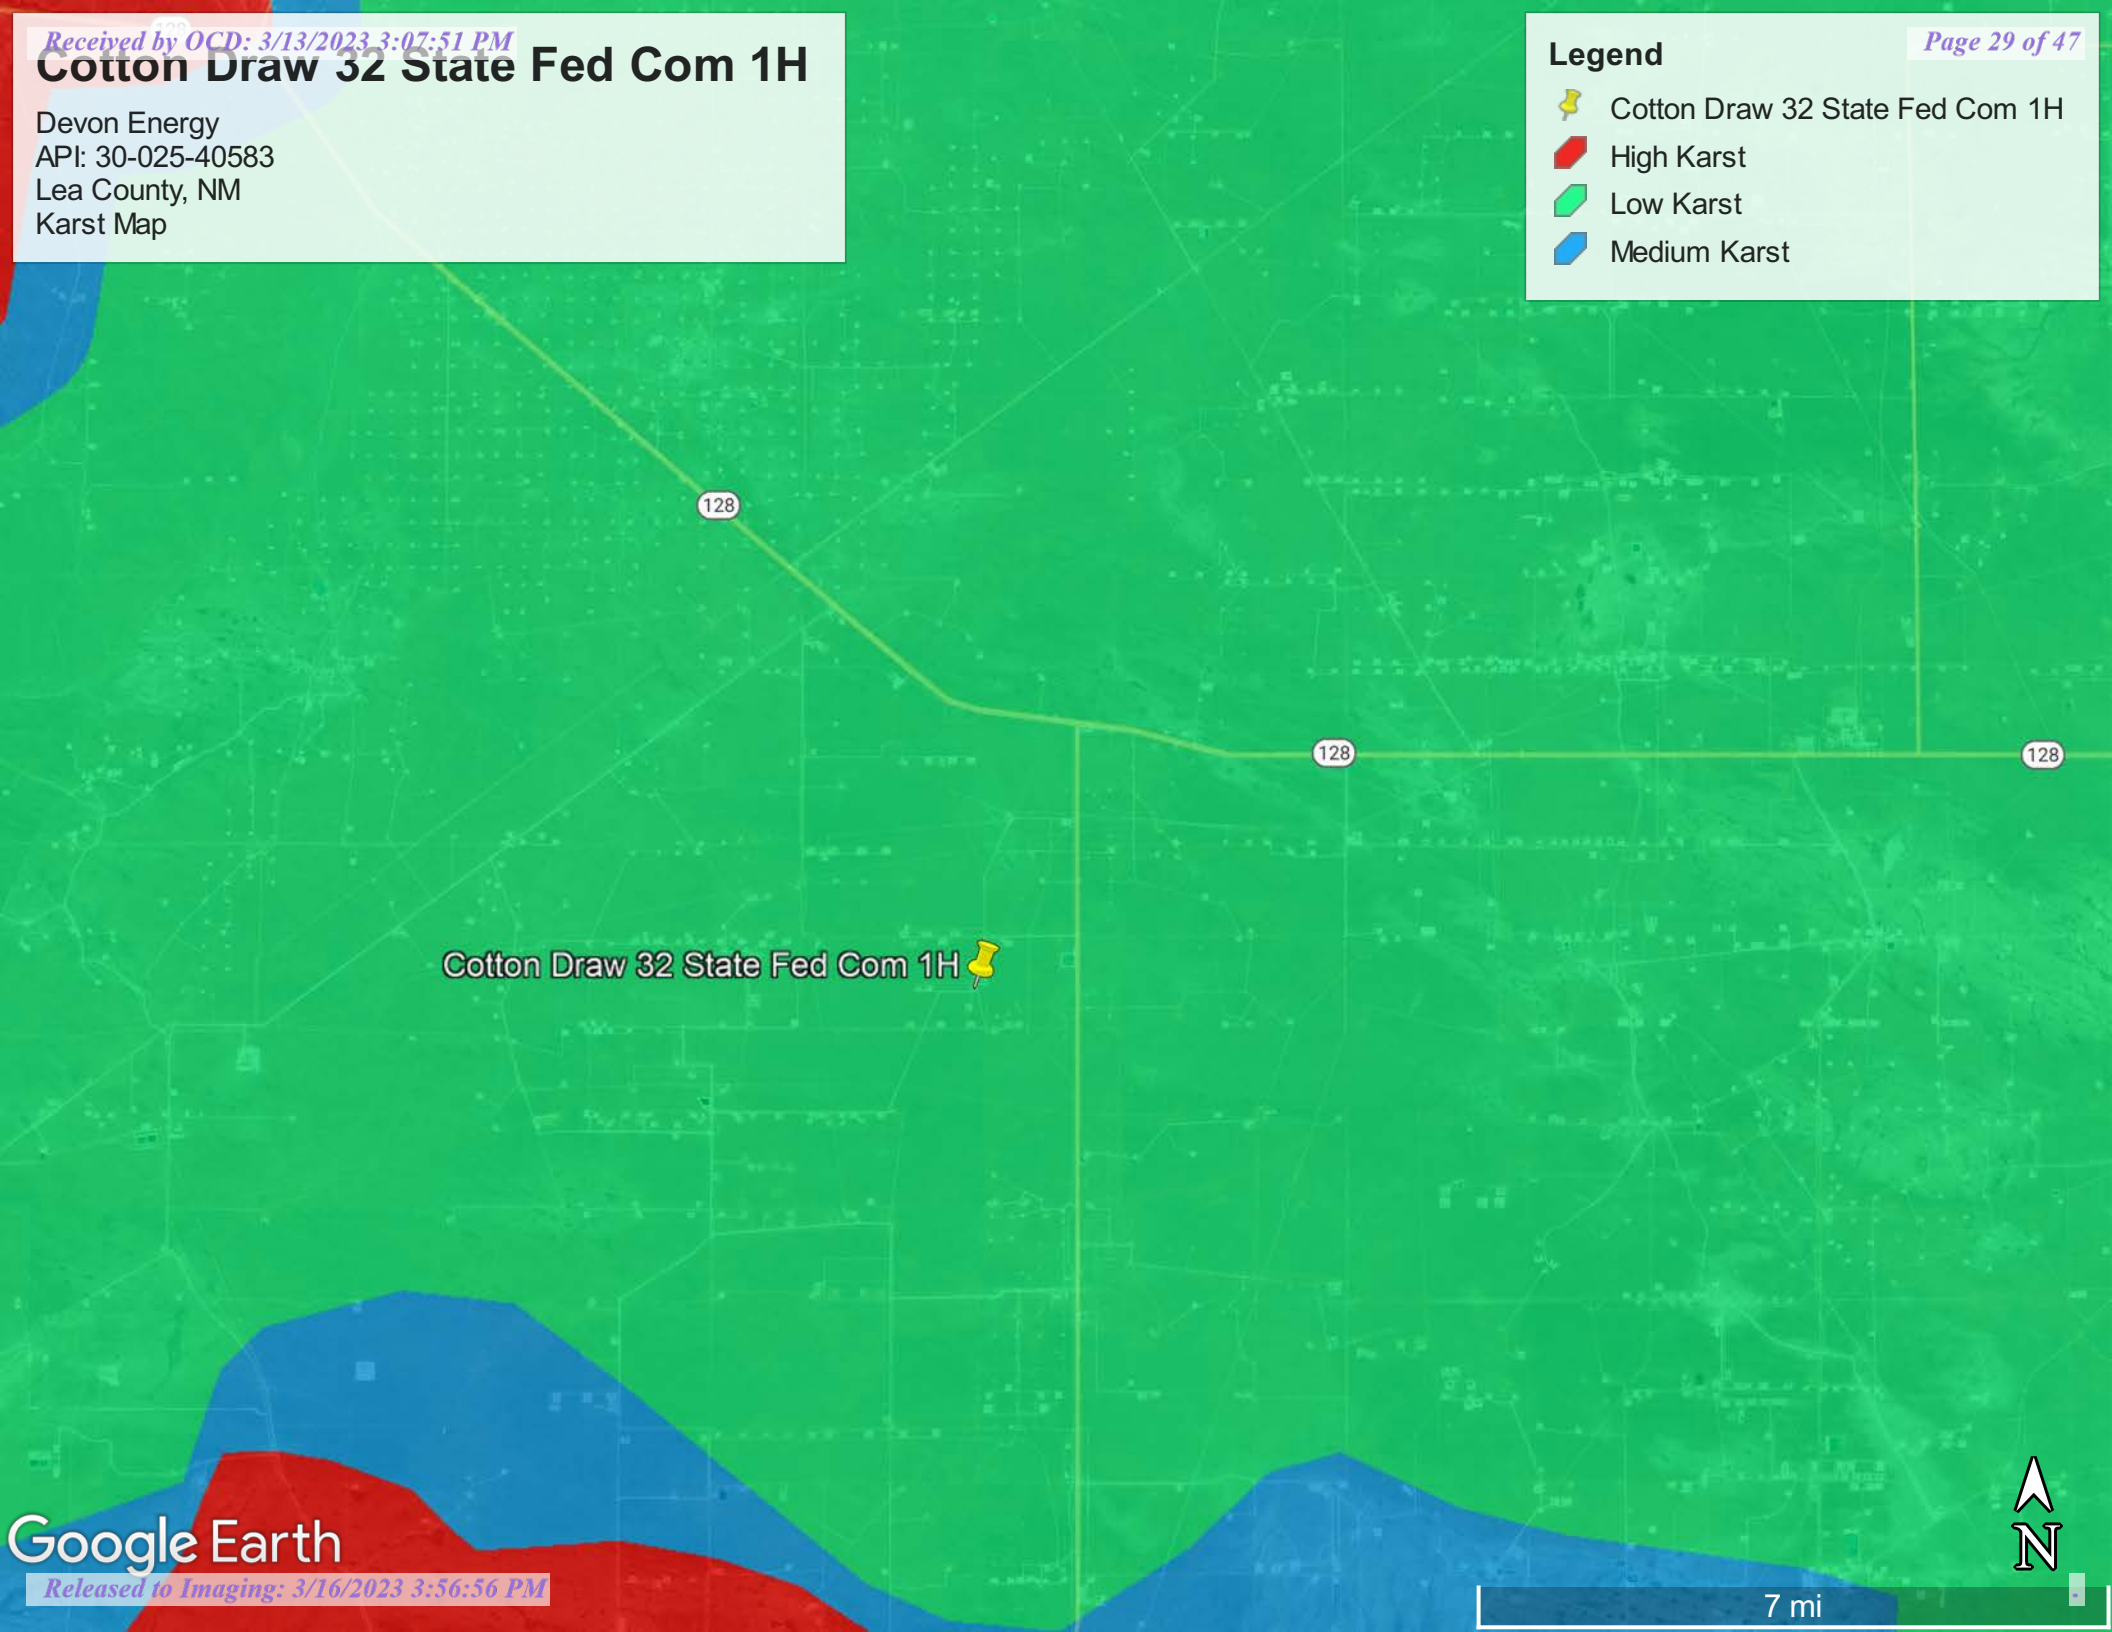 Received by OCD: 3/13/2023 3:07:51 PM
Page 29 of 47
Cotton Draw 32 State Fed Com 1H
Devon Energy
API: 30-025-40583
Lea County, NM
Karst Map
Legend
Cotton Draw 32 State Fed Com 1H
High Karst
Low Karst
Medium Karst
128
128
128
128
Cotton Draw 32 State Fed Com 1H
N
Google Earth
Released to Imaging: 3/16/2023 3:56:56 PM
7 mi